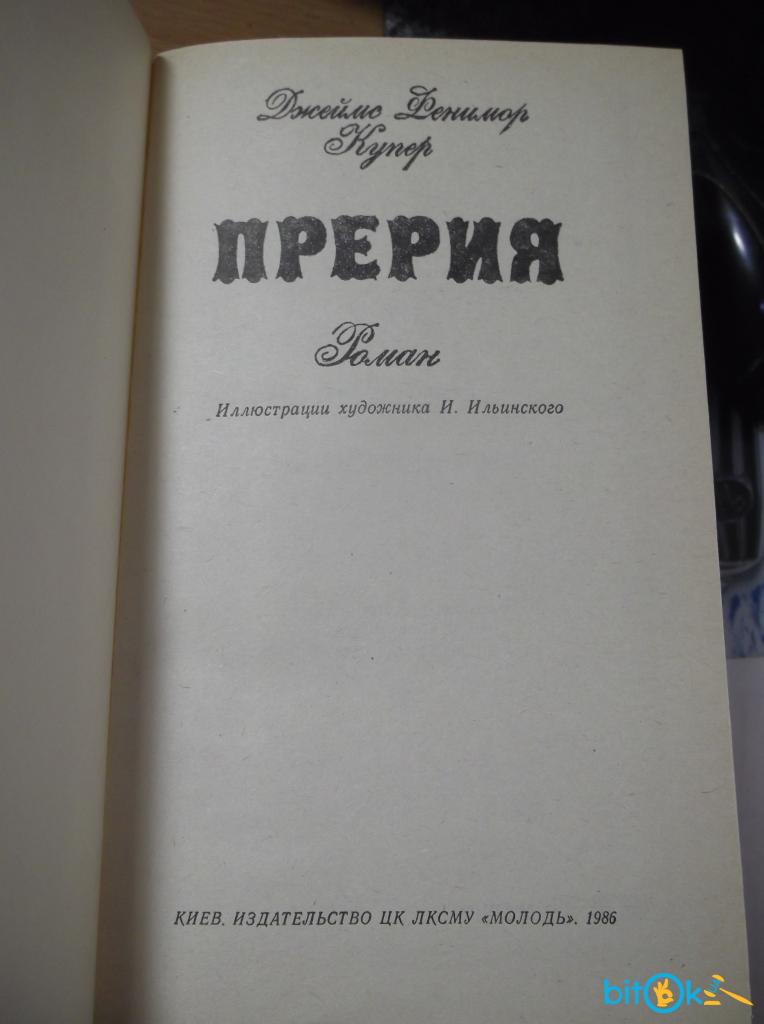 Джеймс Фенимор
Купер
ПРЕРИЯ
Роман
Иллюстрации художника И. Ильинского
КИЕВ. ИЗДАТЕЛЬСТВО ЦК ЛКСМУ «МОЛОДЬ». 1986
bitOk